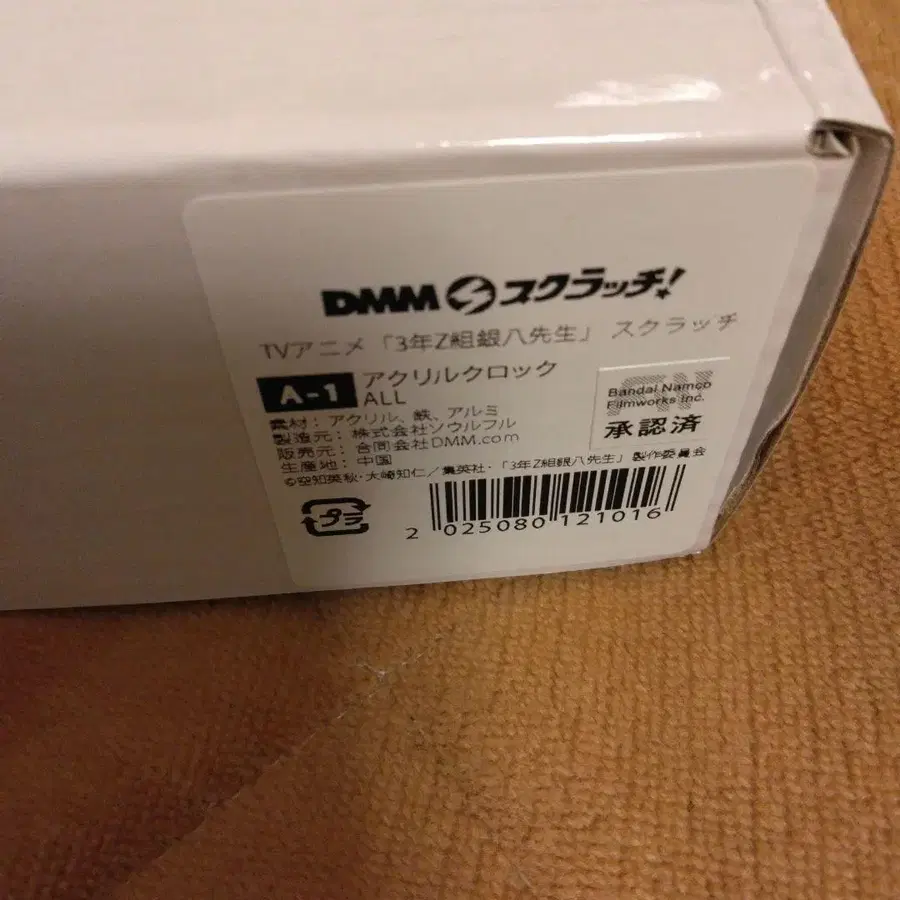 DMM スクラッチ!
TVアニメ「3年Z組銀八先生」 スクラッチ
A-1 アクリルクロック
ALL
Bandai Namco
Filmworks Inc.
承認済
素材: アクリル、鉄、アルミ
製造元: 株式会社ソウルフル
販売元: 合同会社DMM.com
生産地: 中国
©空知英秋・大崎知仁/集英社・「3年Z組銀八先生」製作委員会
プラ
2 025080 121016